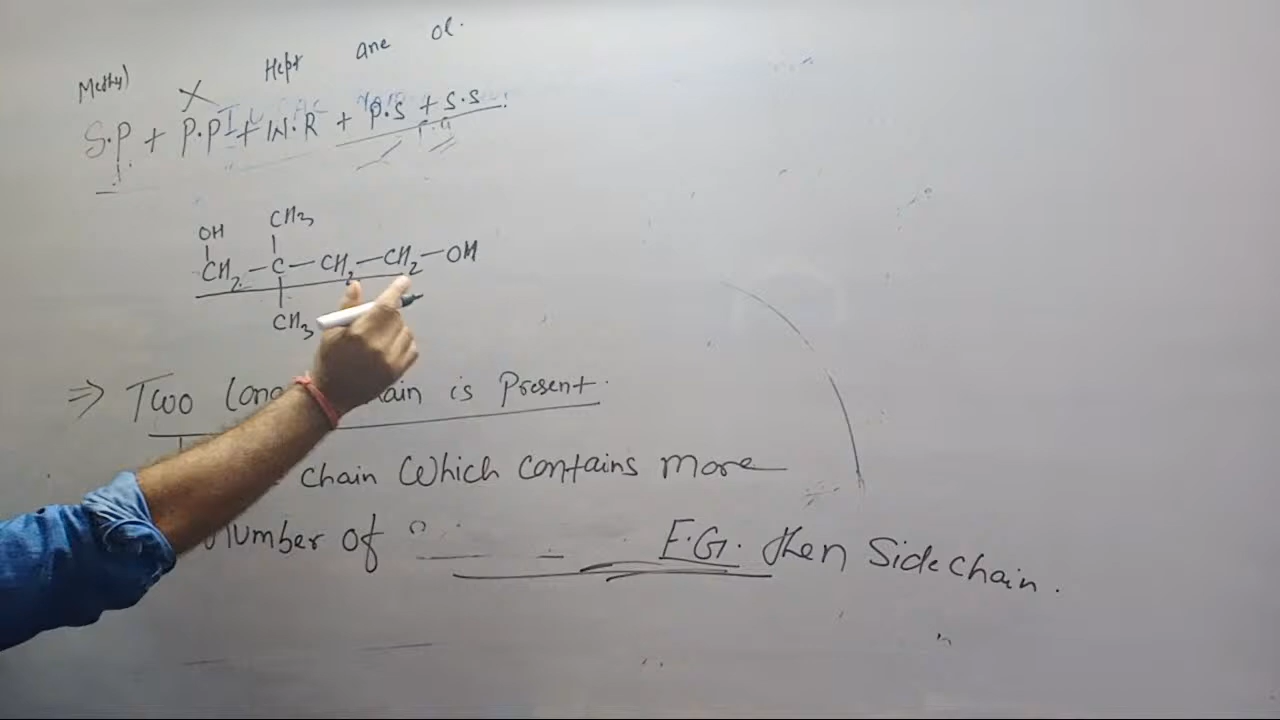 Methyl X Hept ane ol.
S.P + P.P + W.R + P.S + S.S
OH CH3
CH2 - C - CH2 - CH2 - OH
CH3
⇒ Two long chain is Present.
chain Which contains more
number of F.G. then Side chain.